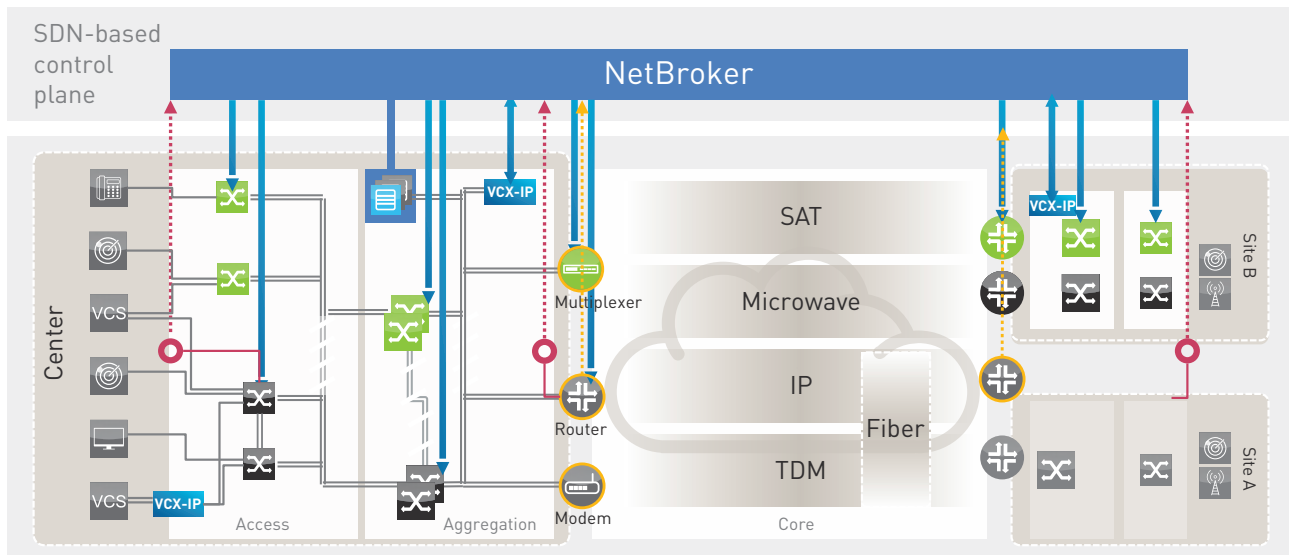 SDN-based
control
plane
NetBroker
Center
VCS
VCS
VCX-IP
Access
VCX-IP
Aggregation
Multiplexer
Router
Modem
SAT
Microwave
IP
Fiber
TDM
Core
VCX-IP
Site B
Site A